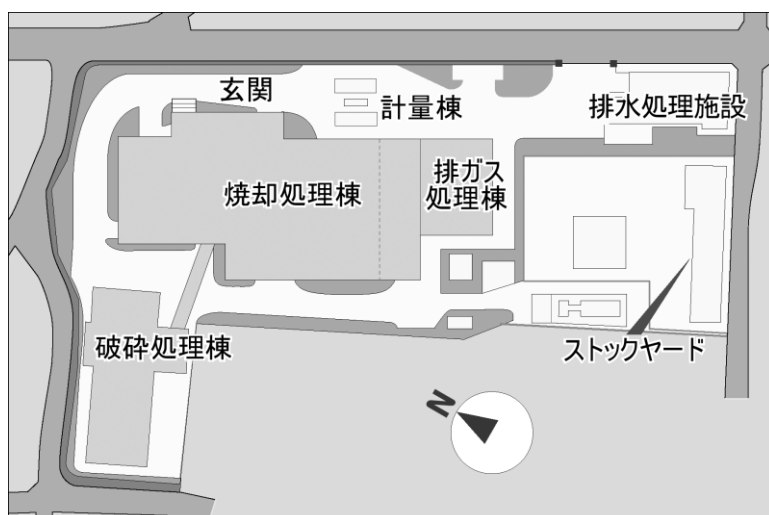 玄関
計量棟
排水処理施設
焼却処理棟
排ガス
処理棟
破砕処理棟
ストックヤード
N